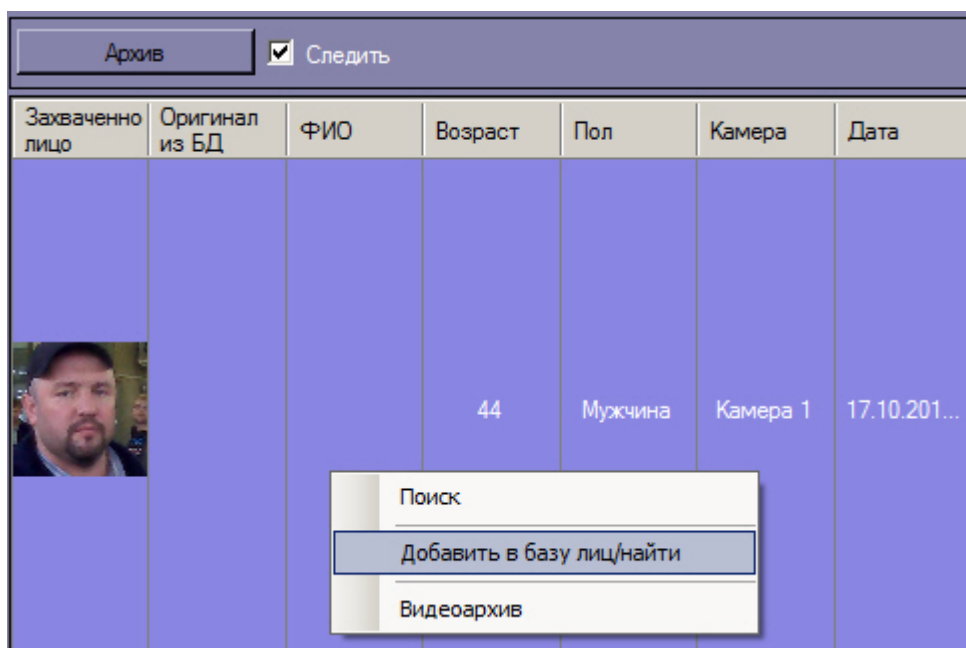 Архив Следить
Захваченно Оригинал ФИО Возраст Пол Камера Дата
лицо из БД
44 Мужчина Камера 1 17.10.201...
Поиск
Добавить в базу лиц/найти
Видеоархив